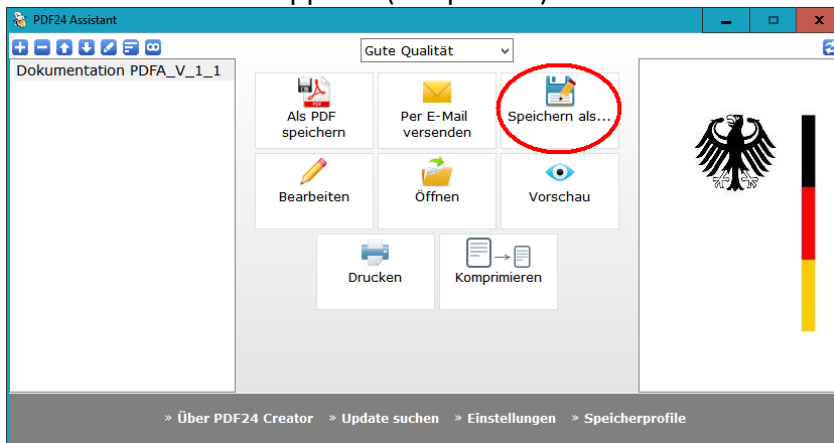 PDF24 Assistant
Gute Qualität
Dokumentation PDFA_V_1_1
Als PDF
speichern
Per E-Mail
versenden
Speichern als...
Bearbeiten
Öffnen
Vorschau
Drucken
Komprimieren
» Über PDF24 Creator » Update suchen » Einstellungen » Speicherprofile